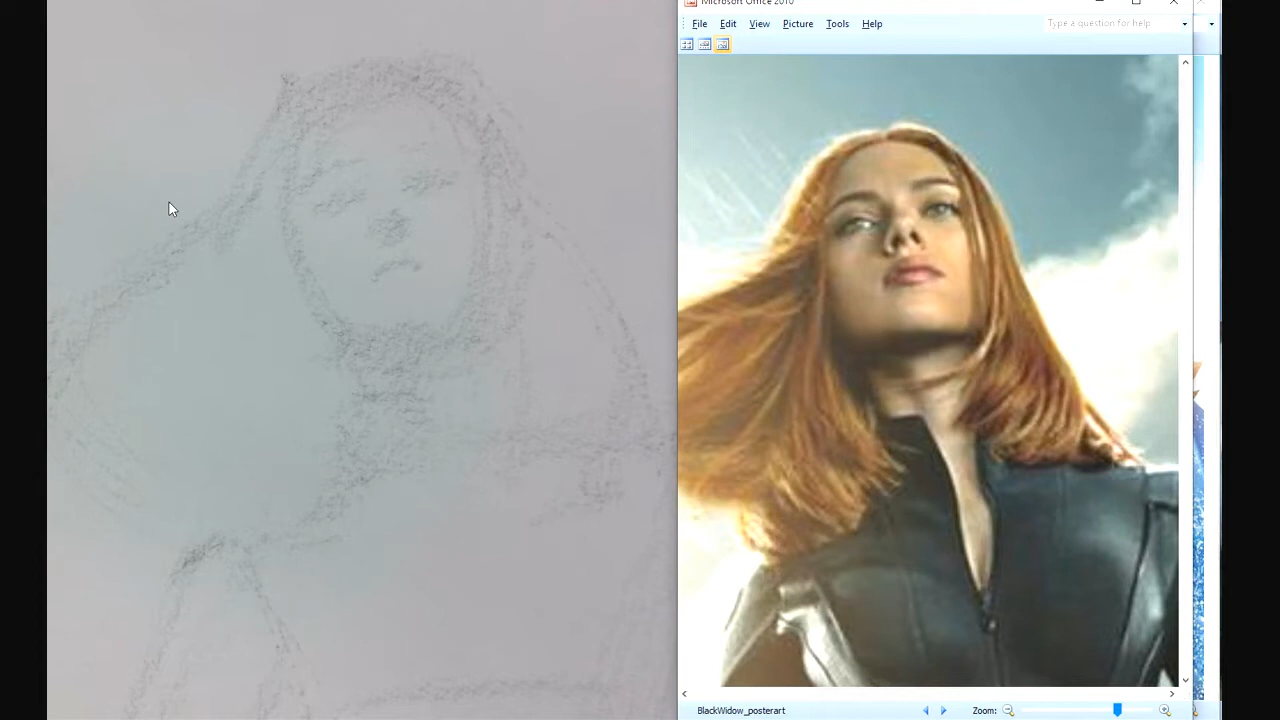 Microsoft Office 2010
File Edit View Picture Tools Help
Type a question for help
BlackWidow_posterart
Zoom: